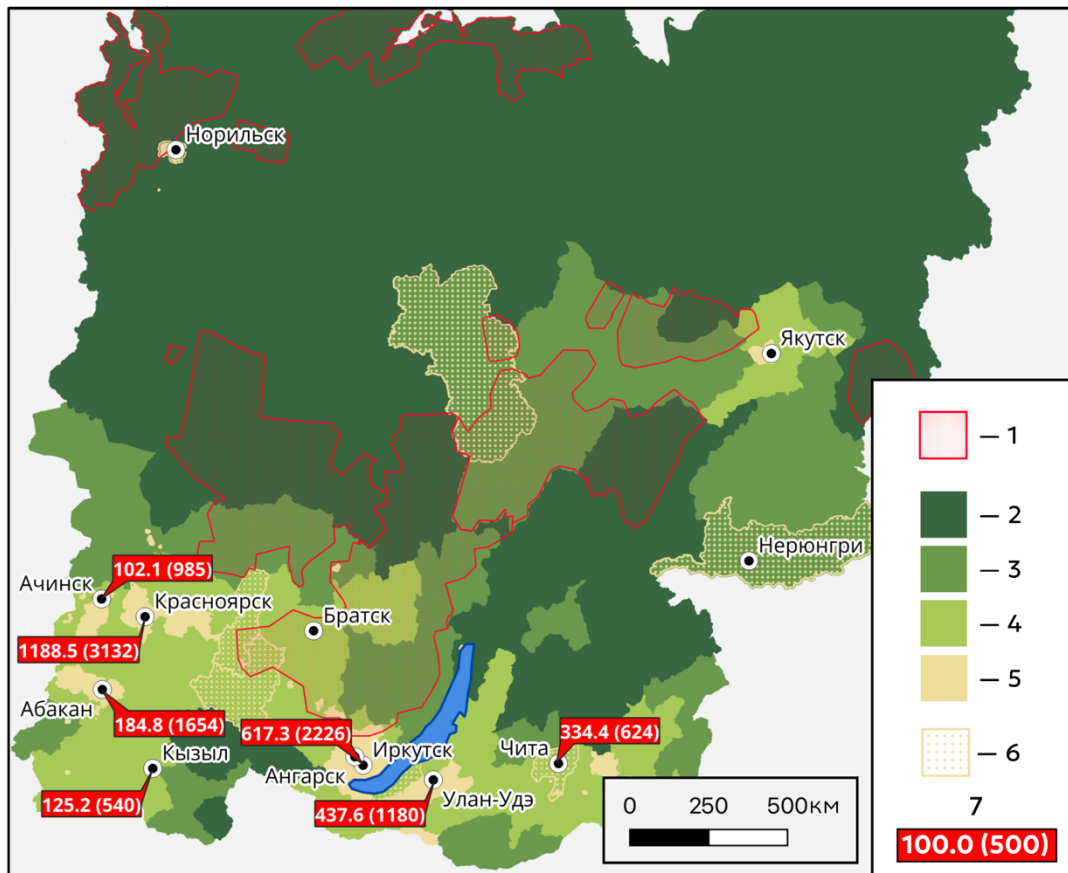 Норильск
Якутск
Нерюнгри
102.1 (985)
Ачинск
Красноярск
1188.5 (3132)
Братск
Абакан
184.8 (1654)
617.3 (2226)
Иркутск
Ангарск
Кызыл
125.2 (540)
437.6 (1180)
Улан-Удэ
Чита
334.4 (624)
0 250 500км
– 1
– 2
– 3
– 4
– 5
– 6
7
100.0 (500)